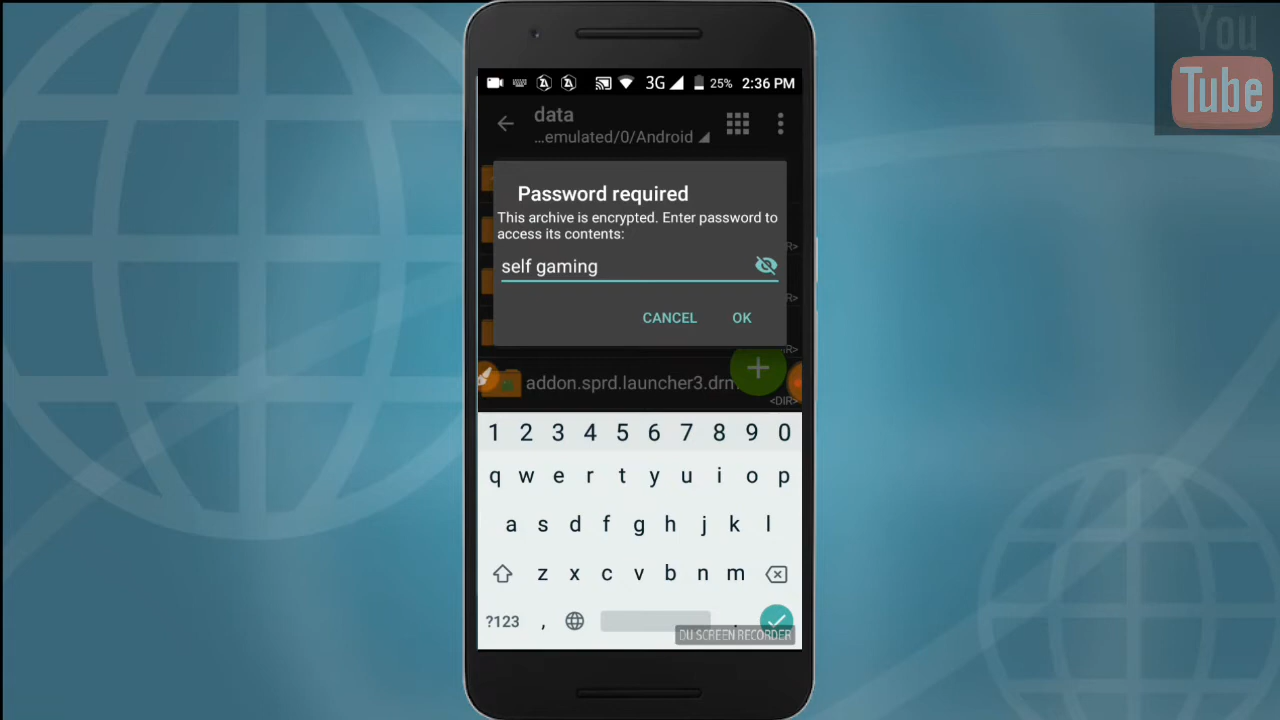 You
Tube
3G 25% 2:36 PM
data
...emulated/0/Android
Password required
This archive is encrypted. Enter password to
access its contents:
self gaming
CANCEL OK
addon.sprd.launcher3.drm
<DIR>
1 2 3 4 5 6 7 8 9 0
q w e r t y u i o p
a s d f g h j k l
z x c v b n m
?123 , .
DU SCREEN RECORDER